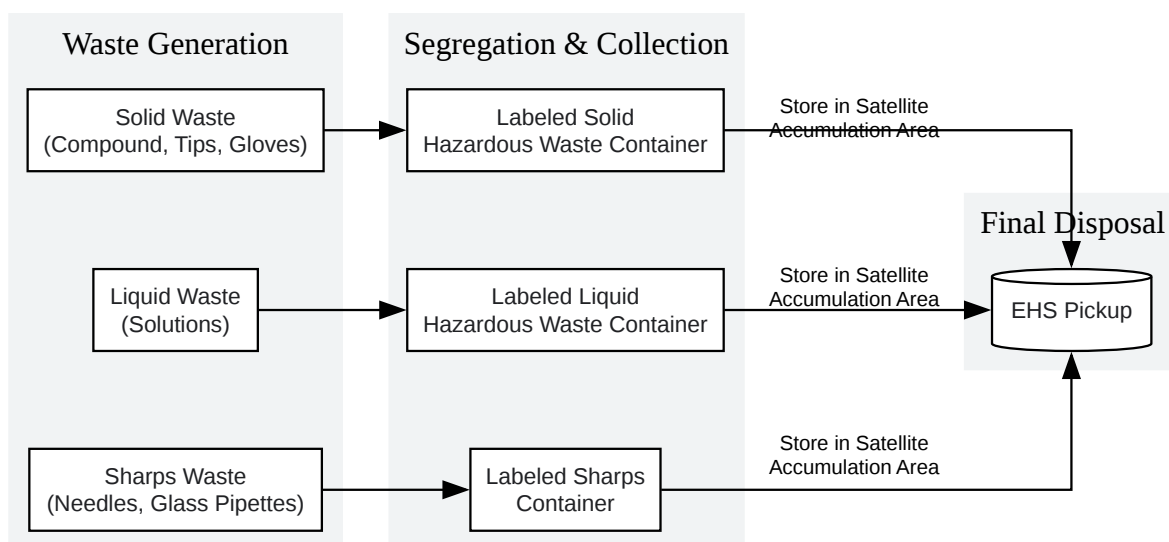 Waste Generation
Segregation & Collection
Solid Waste
(Compound, Tips, Gloves)
Labeled Solid
Hazardous Waste Container
Store in Satellite
Accumulation Area
Final Disposal
Liquid Waste
(Solutions)
Labeled Liquid
Hazardous Waste Container
Store in Satellite
Accumulation Area
EHS Pickup
Sharps Waste
(Needles, Glass Pipettes)
Labeled Sharps
Container
Store in Satellite
Accumulation Area